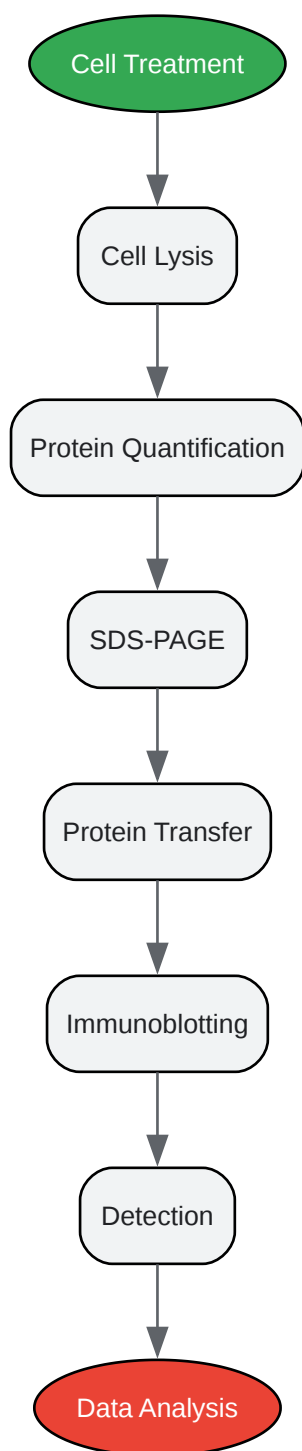 Cell Treatment
Cell Lysis
Protein Quantification
SDS-PAGE
Protein Transfer
Immunoblotting
Detection
Data Analysis